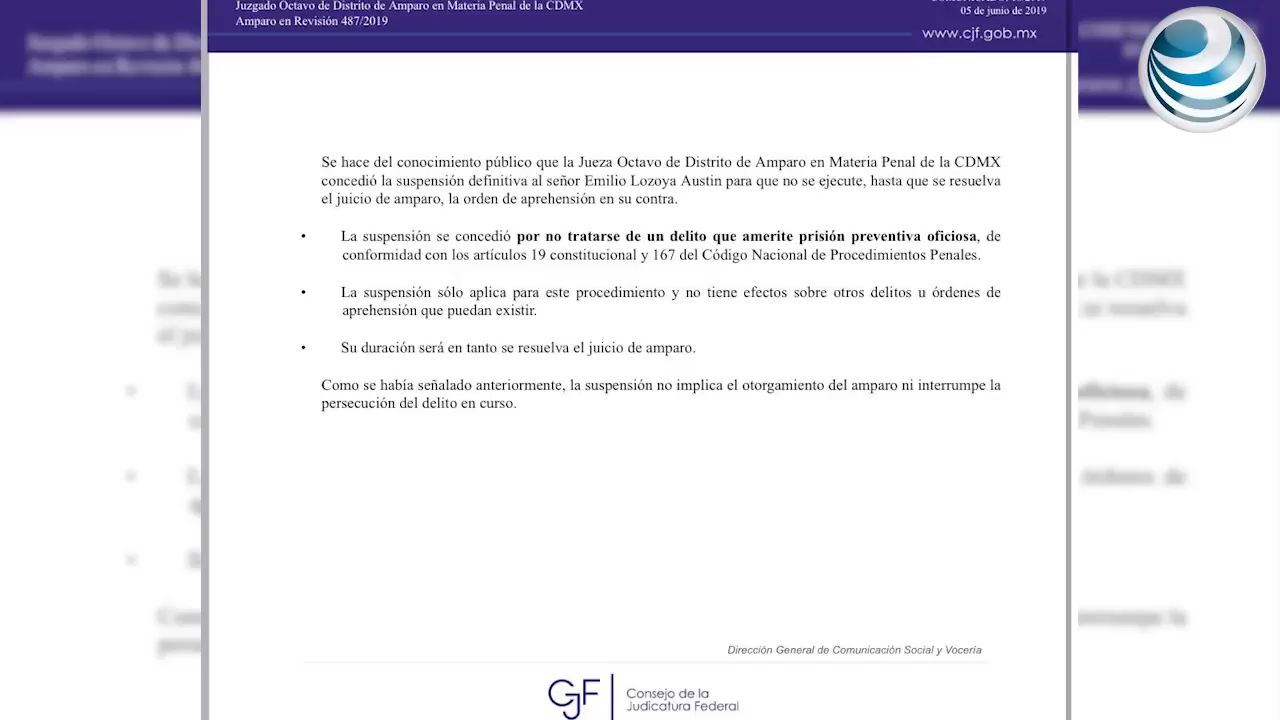 Juzgado Octavo de Distrito de Amparo en Materia Penal de la CDMX
Amparo en Revisión 487/2019
05 de junio de 2019
www.cjf.gob.mx
Se hace del conocimiento público que la Jueza Octavo de Distrito de Amparo en Materia Penal de la CDMX
concedió la suspensión definitiva al señor Emilio Lozoya Austin para que no se ejecute, hasta que se resuelva
el juicio de amparo, la orden de aprehensión en su contra.
• La suspensión se concedió por no tratarse de un delito que amerite prisión preventiva oficiosa, de
conformidad con los artículos 19 constitucional y 167 del Código Nacional de Procedimientos Penales.
• La suspensión sólo aplica para este procedimiento y no tiene efectos sobre otros delitos u órdenes de
aprehensión que puedan existir.
• Su duración será en tanto se resuelva el juicio de amparo.
Como se había señalado anteriormente, la suspensión no implica el otorgamiento del amparo ni interrumpe la
persecución del delito en curso.
Dirección General de Comunicación Social y Vocería
CJF
Consejo de la
Judicatura Federal